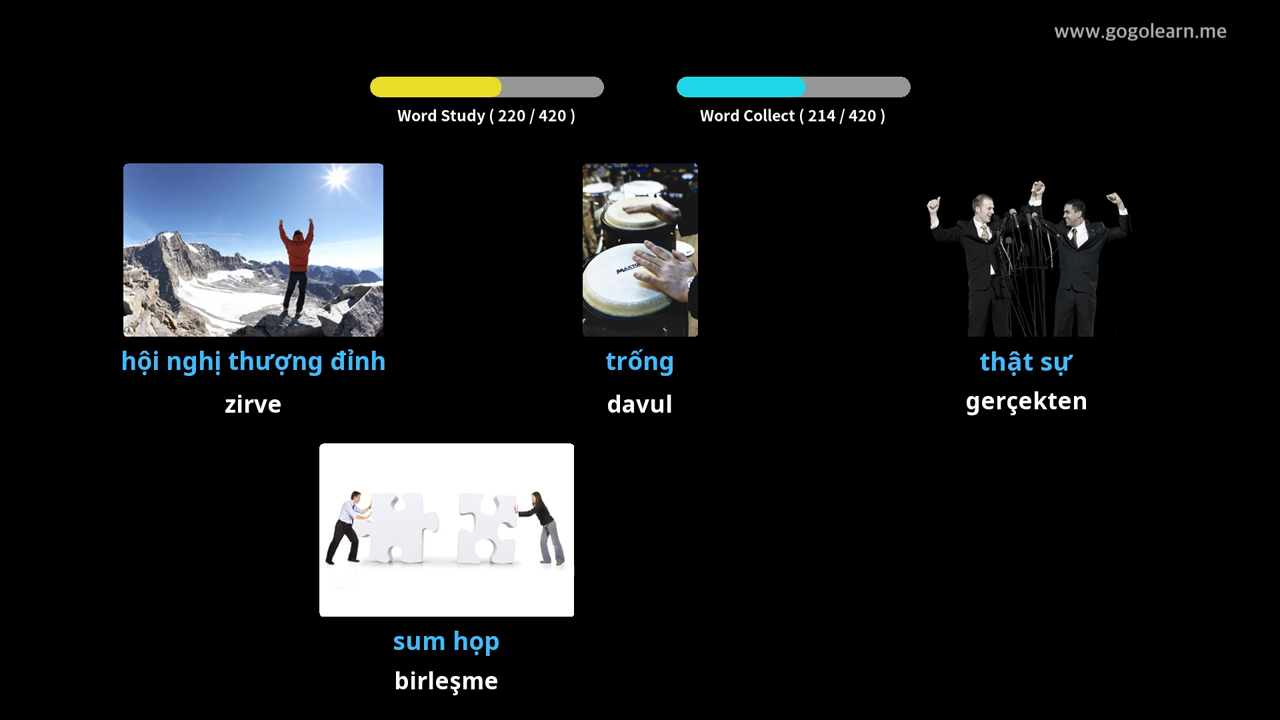 www.gogolearn.me
Word Study ( 220 / 420 )
Word Collect ( 214 / 420 )
hội nghị thượng đỉnh
zirve
trống
davul
thật sự
gerçekten
sum họp
birleşme